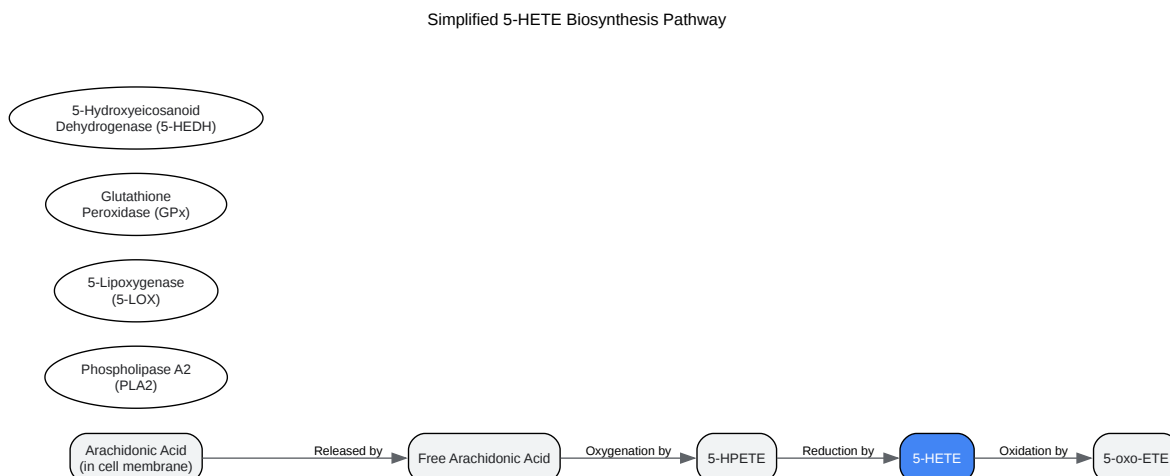 Simplified 5-HETE Biosynthesis Pathway
5-Hydroxyeicosanoid
Dehydrogenase (5-HEDH)
Glutathione
Peroxidase (GPx)
5-Lipoxygenase
(5-LOX)
Phospholipase A2
(PLA2)
Arachidonic Acid
(in cell membrane)
Released by
Free Arachidonic Acid
Oxygenation by
5-HPETE
Reduction by
5-HETE
Oxidation by
5-oxo-ETE